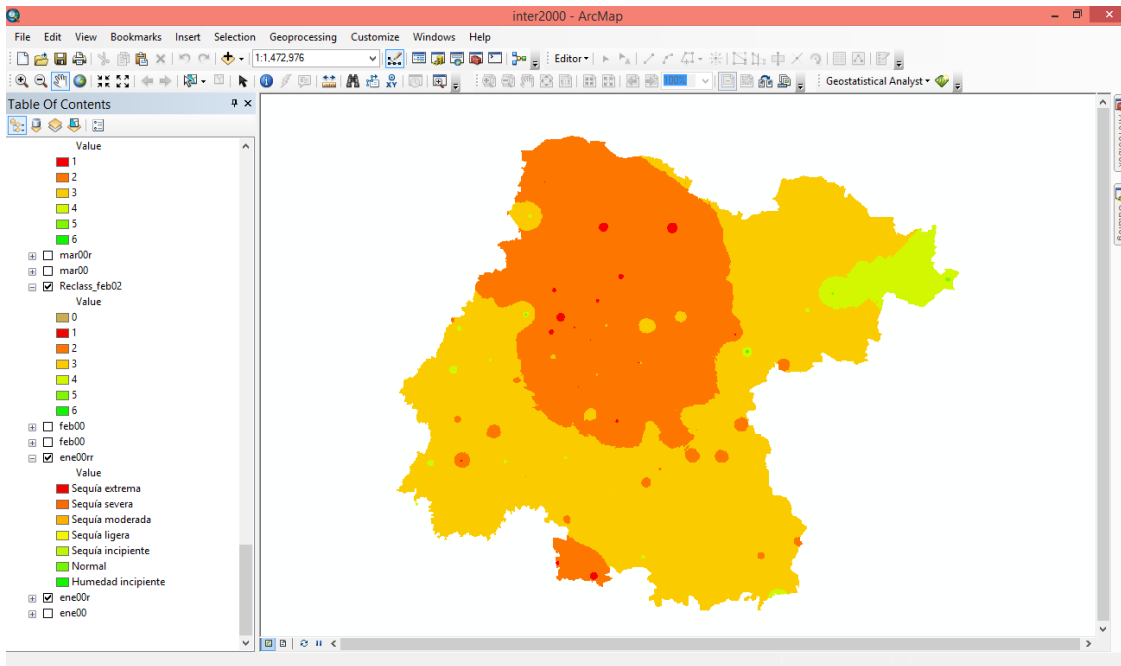 inter2000 - ArcMap
File Edit View Bookmarks Insert Selection Geoprocessing Customize Windows Help
1:1,472,976
Editor
100%
Geostatistical Analyst
Table Of Contents
Value
1
2
3
4
5
6
mar00r
mar00
Reclass_feb02
Value
0
1
2
3
4
5
6
feb00
feb00
ene00rr
Value
Sequía extrema
Sequía severa
Sequía moderada
Sequía ligera
Sequía incipiente
Normal
Humedad incipiente
ene00r
ene00